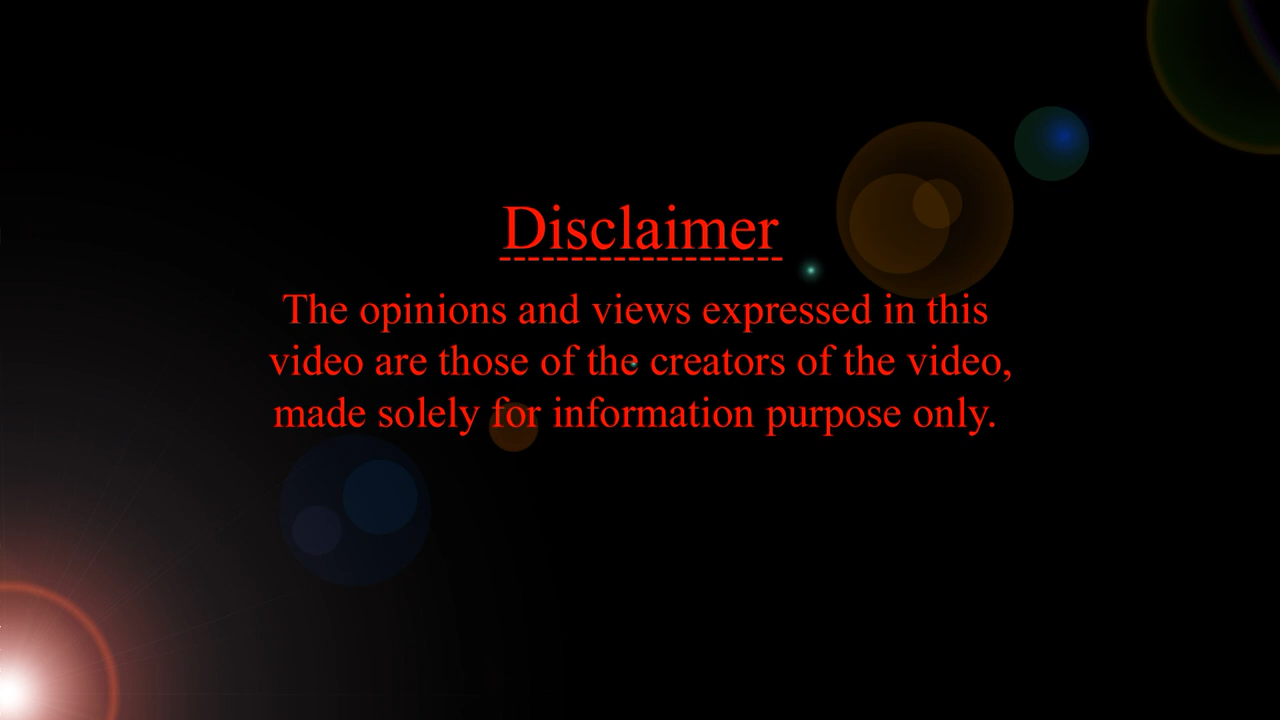 Disclaimer
------------------
The opinions and views expressed in this
video are those of the creators of the video,
made solely for information purpose only.